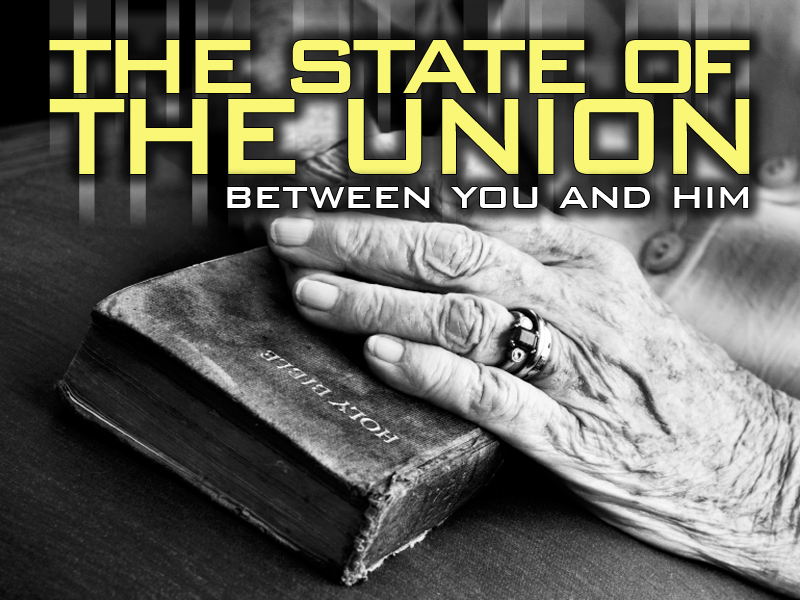 THE STATE OF
THE UNION
BETWEEN YOU AND HIM
HOLY BIBLE